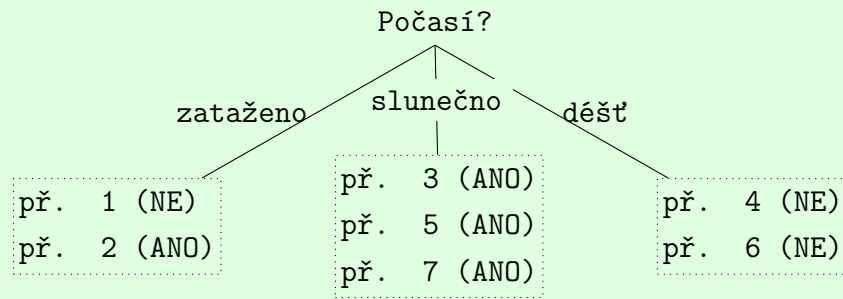 Počasí?
zataženo
slunečno
déšť
př. 1 (NE)
př. 2 (ANO)
př. 3 (ANO)
př. 5 (ANO)
př. 7 (ANO)
př. 4 (NE)
př. 6 (NE)